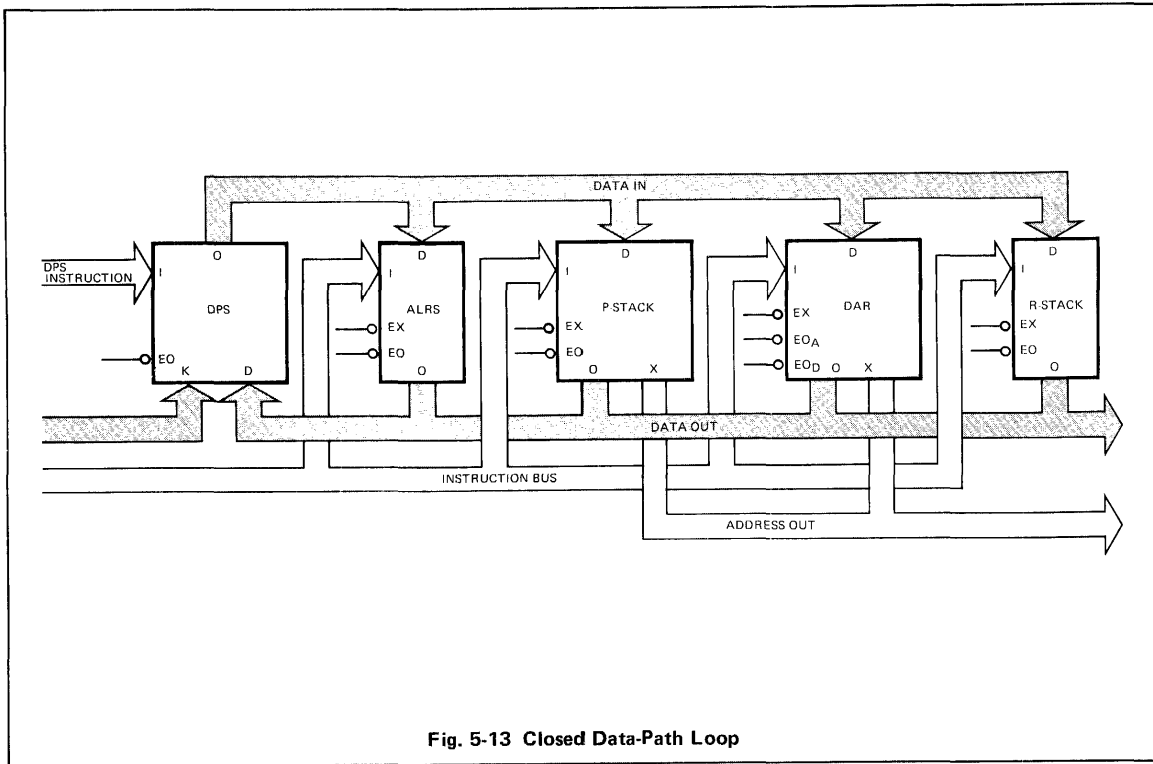 DATA IN
DPS
INSTRUCTION
O
I
DPS
EO
K D
D
I
ALRS
EX
EO
O
D
I
P-STACK
EX
EO
O X
D
I
DAR
EX
EOA
EOD O X
D
I
R-STACK
EX
EO
O
DATA OUT
INSTRUCTION BUS
ADDRESS OUT
Fig. 5-13 Closed Data-Path Loop